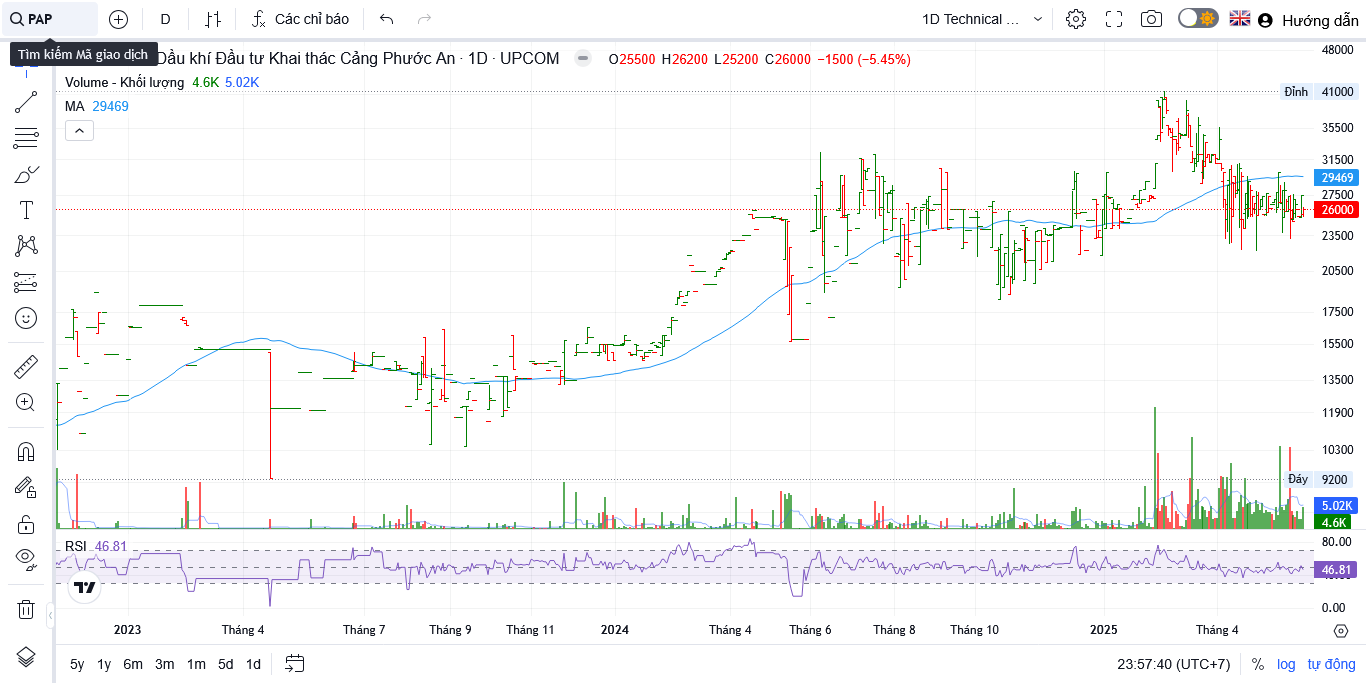 PAP D Các chỉ báo 1D Technical ... Hướng dẫn
Tìm kiếm Mã giao dịch
Dầu khí Đầu tư Khai thác Cảng Phước An · 1D · UPCOM O25500 H26200 L25200 C26000 −1500 (−5.45%)
Volume - Khối lượng 4.6K 5.02K
MA 29469
48000
Đỉnh 41000
35500
31500
29469
27500
26000
23500
20500
17500
15500
13500
11900
10300
Đáy 9200
5.02K
4.6K
RSI 46.81
80.00
46.81
0.00
2023 Tháng 4 Tháng 7 Tháng 9 Tháng 11 2024 Tháng 4 Tháng 6 Tháng 8 Tháng 10 2025 Tháng 4
5y 1y 6m 3m 1m 5d 1d 23:57:40 (UTC+7) % log tự động